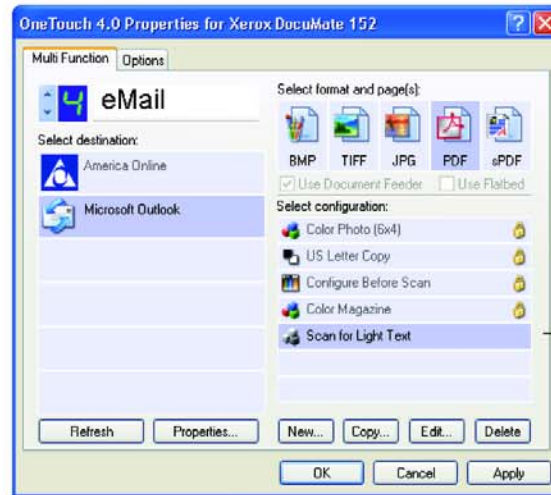 OneTouch 4.0 Properties for Xerox DocuMate 152
Multi Function
Options
4 eMail
Select destination:
America Online
Microsoft Outlook
Refresh
Properties...
Select format and page(s):
BMP TIFF JPG PDF sPDF
Use Document Feeder
Use Flatbed
Select configuration:
Color Photo (6x4)
US Letter Copy
Configure Before Scan
Color Magazine
Scan for Light Text
New... Copy... Edit... Delete
OK Cancel Apply